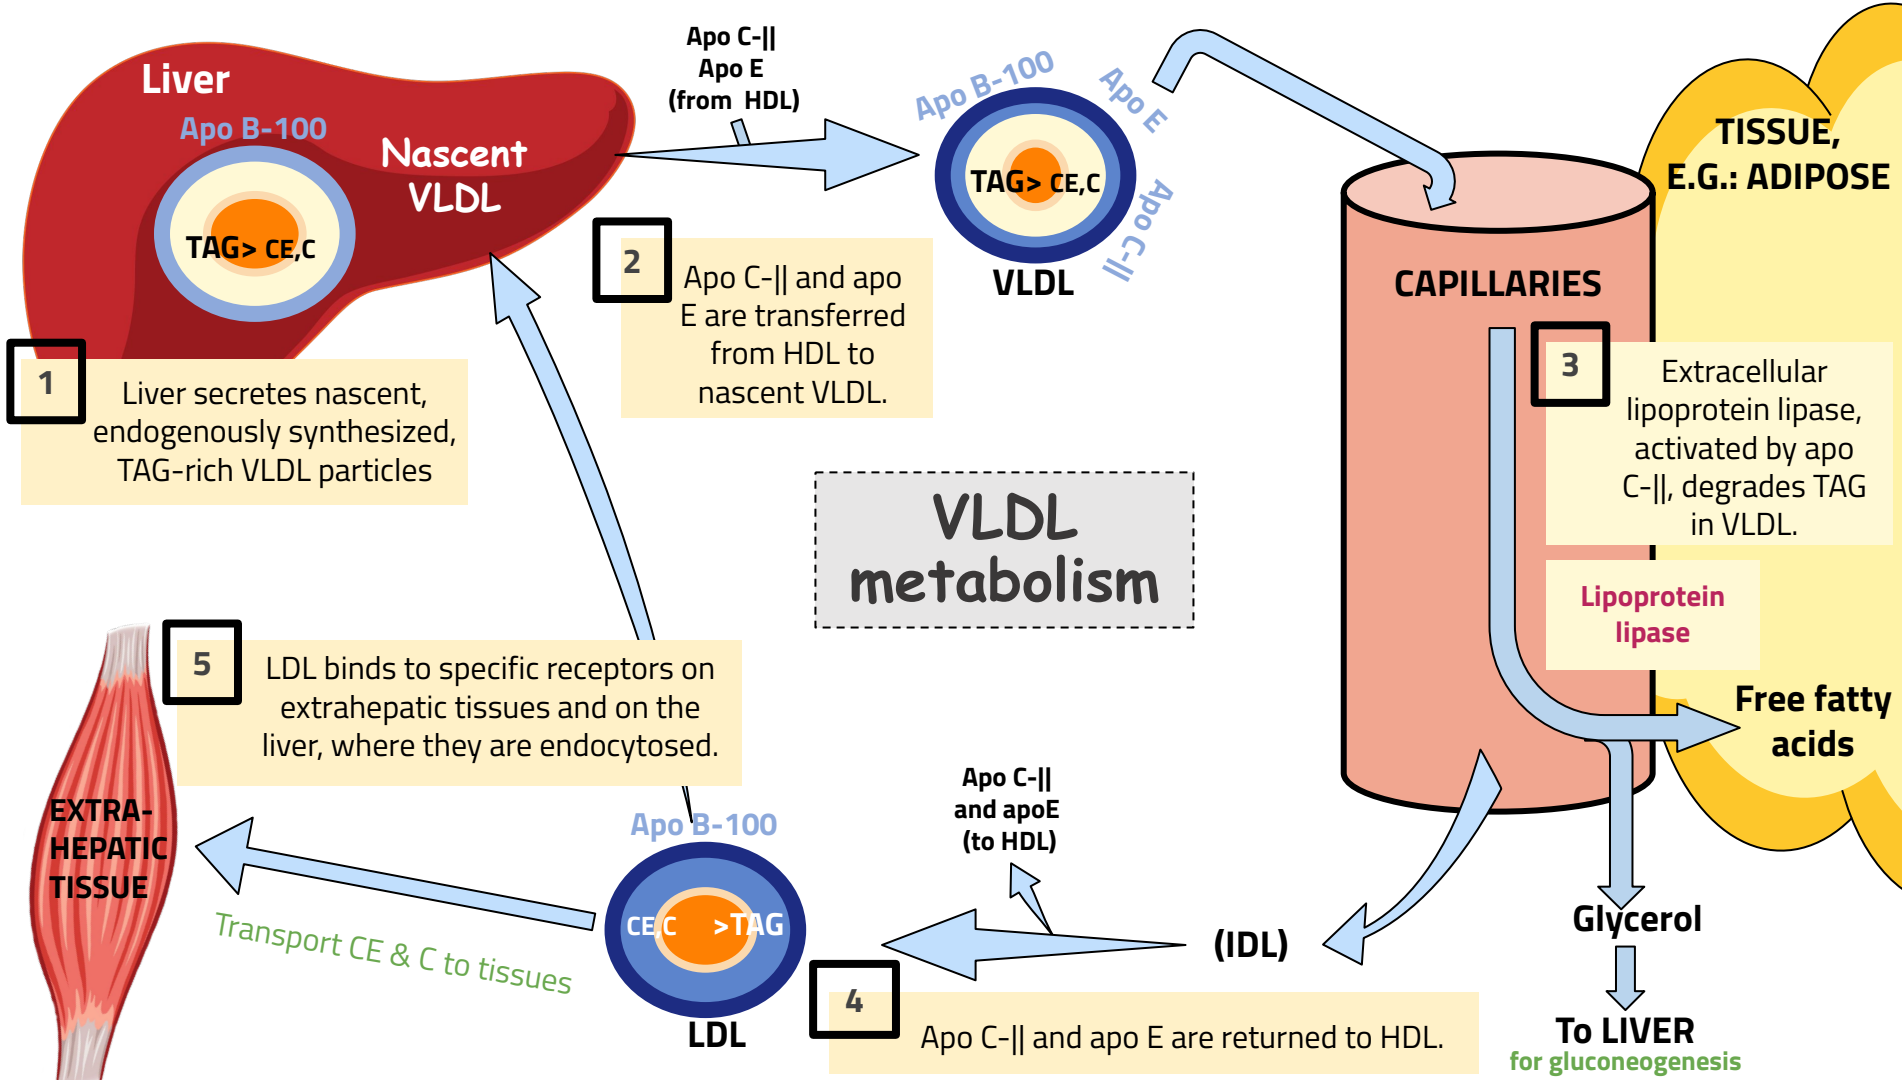 Liver
Apo B-100
Nascent
VLDL
TAG> CE,C
1
Liver secretes nascent,
endogenously synthesized,
TAG-rich VLDL particles
Apo C-||
Apo E
(from HDL)
2
Apo C-|| and apo
E are transferred
from HDL to
nascent VLDL.
Apo B-100
Apo E
Apo C-||
TAG> CE,C
VLDL
TISSUE,
E.G.: ADIPOSE
CAPILLARIES
3
Extracellular
lipoprotein lipase,
activated by apo
C-||, degrades TAG
in VLDL.
Lipoprotein
lipase
Free fatty
acids
Glycerol
To LIVER
for gluconeogenesis
VLDL
metabolism
(IDL)
Apo C-||
and apoE
(to HDL)
4
Apo C-|| and apo E are returned to HDL.
Apo B-100
CE,C >TAG
LDL
5
LDL binds to specific receptors on
extrahepatic tissues and on the
liver, where they are endocytosed.
Transport CE & C to tissues
EXTRA-
HEPATIC
TISSUE